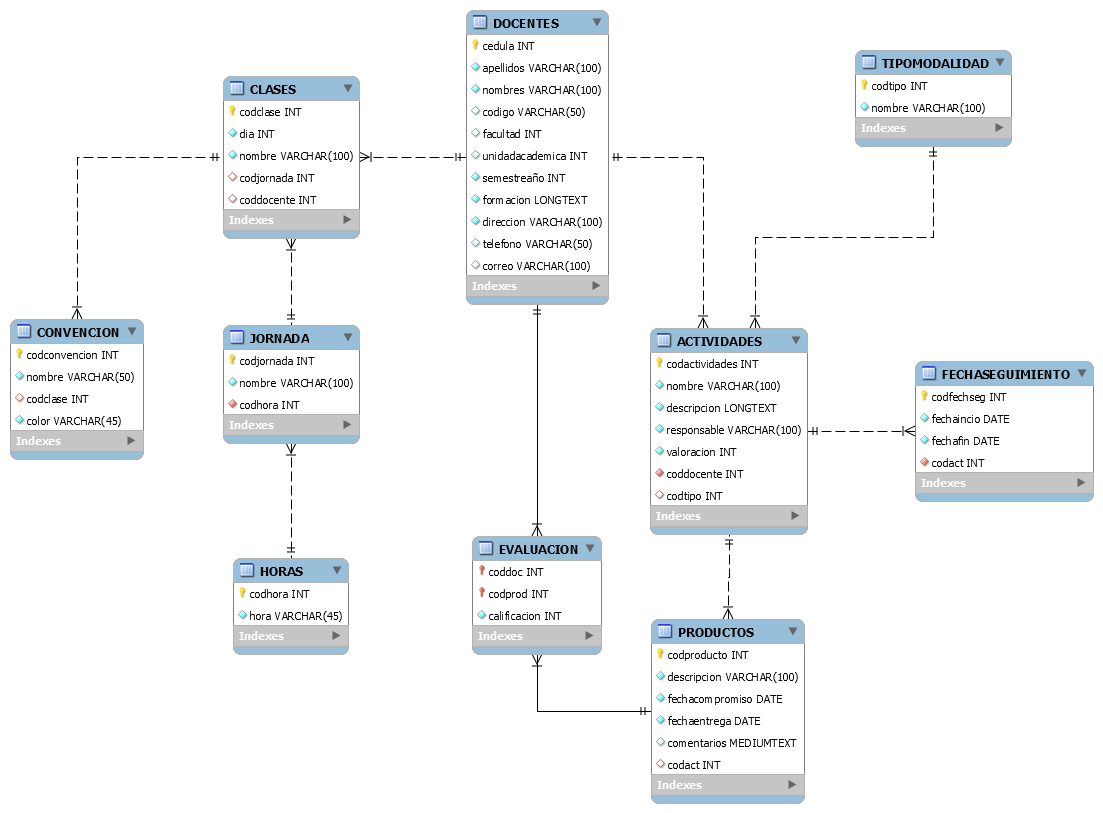 DOCENTES
cedula INT
apellidos VARCHAR(100)
nombres VARCHAR(100)
codigo VARCHAR(50)
facultad INT
unidadacademica INT
semestreaño INT
formacion LONGTEXT
direccion VARCHAR(100)
telefono VARCHAR(50)
correo VARCHAR(100)
Indexes
TIPOMODALIDAD
codtipo INT
nombre VARCHAR(100)
Indexes
CLASES
codclase INT
dia INT
nombre VARCHAR(100)
codjornada INT
coddocente INT
Indexes
CONVENCION
codconvencion INT
nombre VARCHAR(50)
codclase INT
color VARCHAR(45)
Indexes
JORNADA
codjornada INT
nombre VARCHAR(100)
codhora INT
Indexes
ACTIVIDADES
codactividades INT
nombre VARCHAR(100)
descripcion LONGTEXT
responsable VARCHAR(100)
valoracion INT
coddocente INT
codtipo INT
Indexes
FECHASEGUIMIENTO
codfechseg INT
fechaincio DATE
fechafin DATE
codact INT
Indexes
HORAS
codhora INT
hora VARCHAR(45)
Indexes
EVALUACION
coddoc INT
codprod INT
calificacion INT
Indexes
PRODUCTOS
codproducto INT
descripcion VARCHAR(100)
fechacompromiso DATE
fechaentrega DATE
comentarios MEDIUMTEXT
codact INT
Indexes